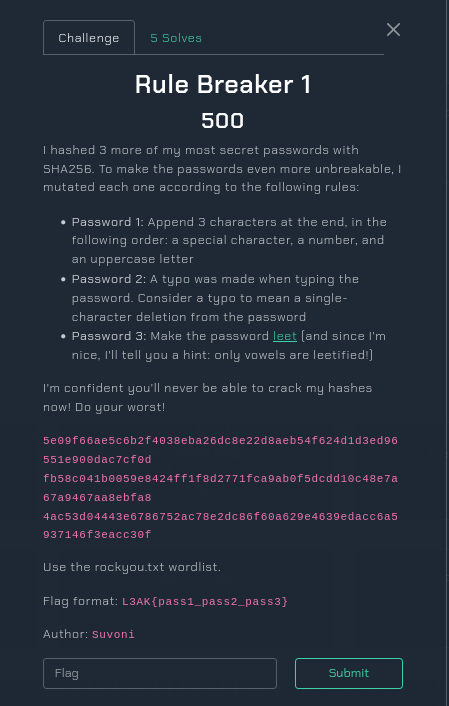 Challenge
5 Solves
Rule Breaker 1
500
I hashed 3 more of my most secret passwords with
SHA256. To make the passwords even more unbreakable, I
mutated each one according to the following rules:
• Password 1: Append 3 characters at the end, in the
following order: a special character, a number, and
an uppercase letter
• Password 2: A typo was made when typing the
password. Consider a typo to mean a single-
character deletion from the password
• Password 3: Make the password leet (and since I'm
nice, I'll tell you a hint: only vowels are leetified!)
I'm confident you'll never be able to crack my hashes
now! Do your worst!
5e09f66ae5c6b2f4038eba26dc8e22d8aeb54f624d1d3ed96
551e900dac7cf0d
fb58c041b0059e8424ff1f8d2771fca9ab0f5dcdd10c48e7a
67a9467aa8ebfa8
4ac53d04443e6786752ac78e2dc86f60a629e4639edacc6a5
937146f3eacc30f
Use the rockyou.txt wordlist.
Flag format: L3AK{pass1_pass2_pass3}
Author: Suvoni
Flag
Submit